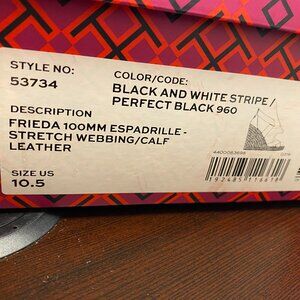 STYLE NO:
53734
COLOR/CODE:
BLACK AND WHITE STRIPE /
PERFECT BLACK 960
DESCRIPTION
FRIEDA 100MM ESPADRILLE -
STRETCH WEBBING/CALF
LEATHER
SIZE US
10.5